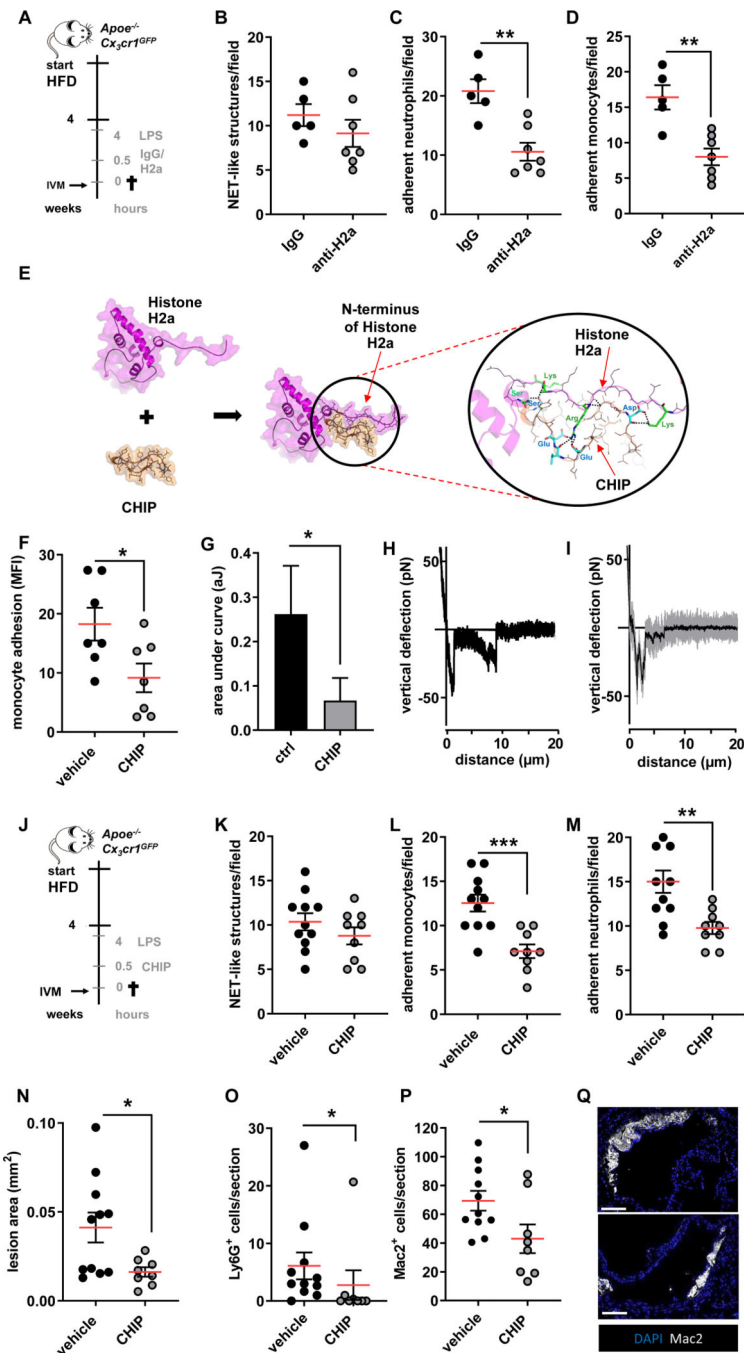 A
Apoe-/-
Cx3cr1GFP
start
HFD
4
4 LPS
0.5 IgG/
H2a
IVM
0 ✝
weeks hours
B
NET-like structures/field
20
15
10
5
0
IgG
anti-H2a
C
adherent neutrophils/field
**
30
20
10
0
IgG
anti-H2a
D
adherent monocytes/field
**
25
20
15
10
5
0
IgG
anti-H2a
E
Histone
H2a
+
CHIP
N-terminus
of Histone
H2a
Histone
H2a
Lys
Ser
Ser
Arg
Asp
Lys
Glu
Glu
CHIP
F
monocyte adhesion (MFI)
*
30
20
10
0
vehicle
CHIP
G
area under curve (aJ)
*
0.4
0.3
0.2
0.1
0.0
ctrl
CHIP
H
vertical deflection (pN)
50
-50
0 5 10 15 20
distance (µm)
I
vertical deflection (pN)
50
-50
0 5 10 15 20
distance (µm)
J
Apoe-/-
Cx3cr1GFP
start
HFD
4
4 LPS
0.5 CHIP
IVM
0 ✝
weeks hours
K
NET-like structures/field
20
15
10
5
0
vehicle
CHIP
L
adherent monocytes/field
***
20
15
10
5
0
vehicle
CHIP
M
adherent neutrophils/field
**
20
15
10
5
0
vehicle
CHIP
N
lesion area (mm2)
*
0.10
0.05
0.00
vehicle
CHIP
O
Ly6G+ cells/section
*
30
20
10
0
vehicle
CHIP
P
Mac2+ cells/section
*
120
100
80
60
40
20
0
vehicle
CHIP
Q
DAPI Mac2